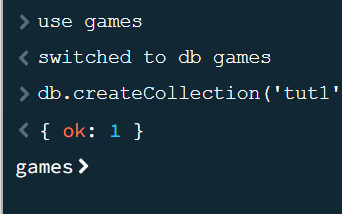 > use games
< switched to db games
> db.createCollection('tut1'
< { ok: 1 }
games>